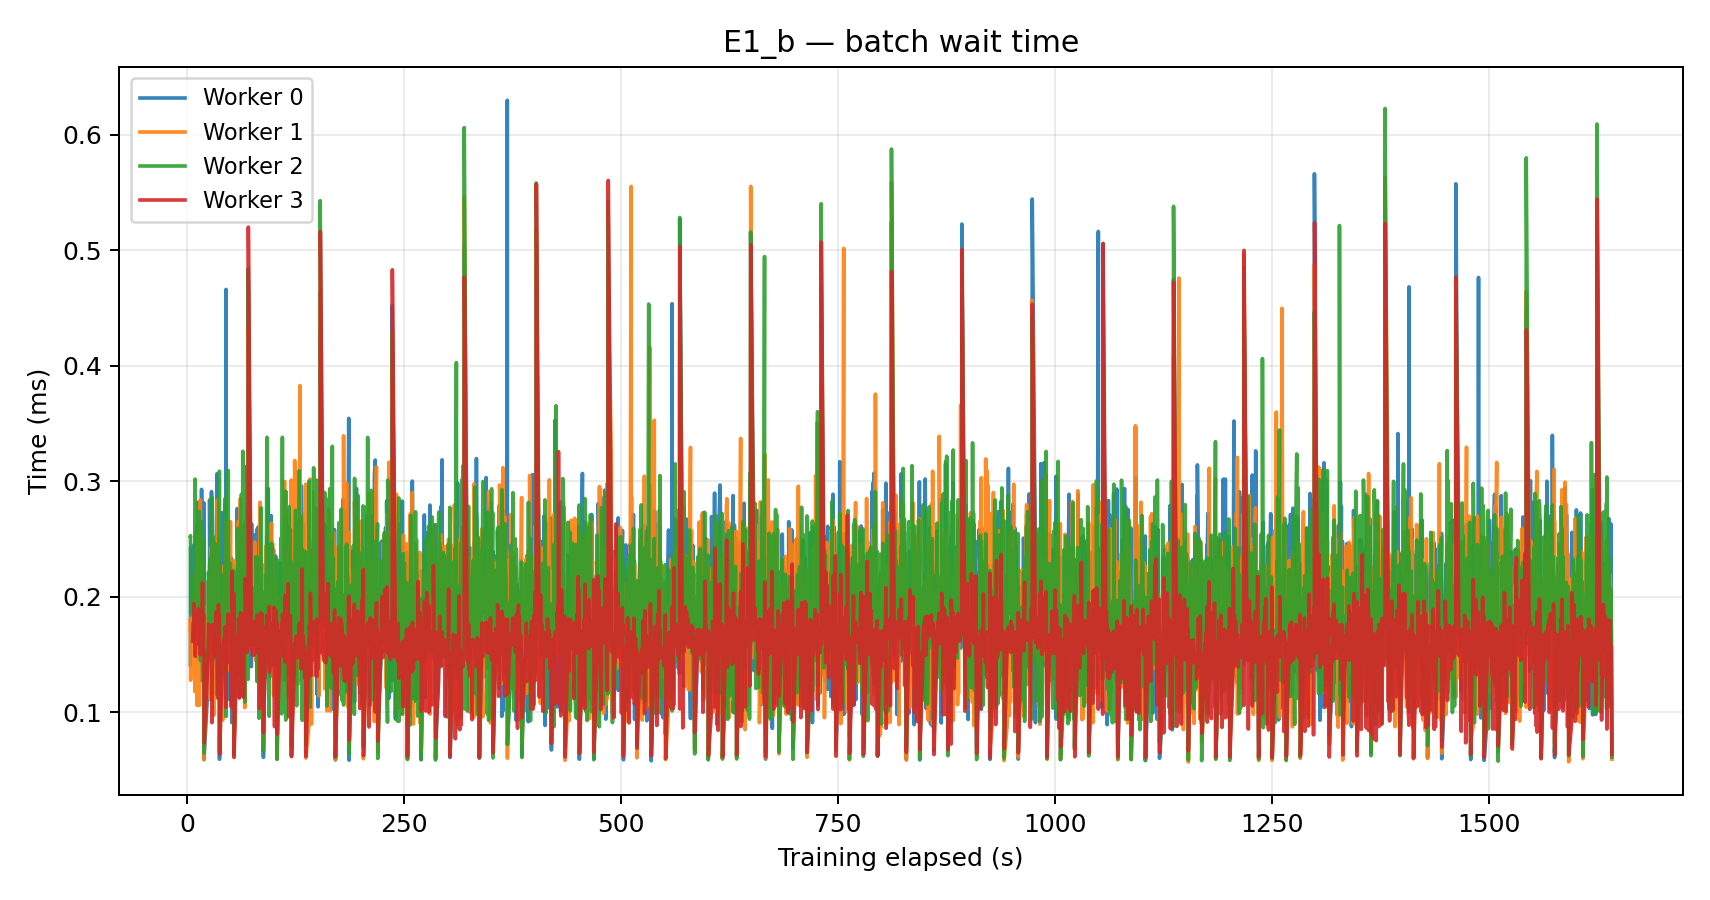 E1_b — batch wait time
Worker 0
Worker 1
Worker 2
Worker 3
0.6
0.5
0.4
0.3
0.2
0.1
Time (ms)
0 250 500 750 1000 1250 1500
Training elapsed (s)